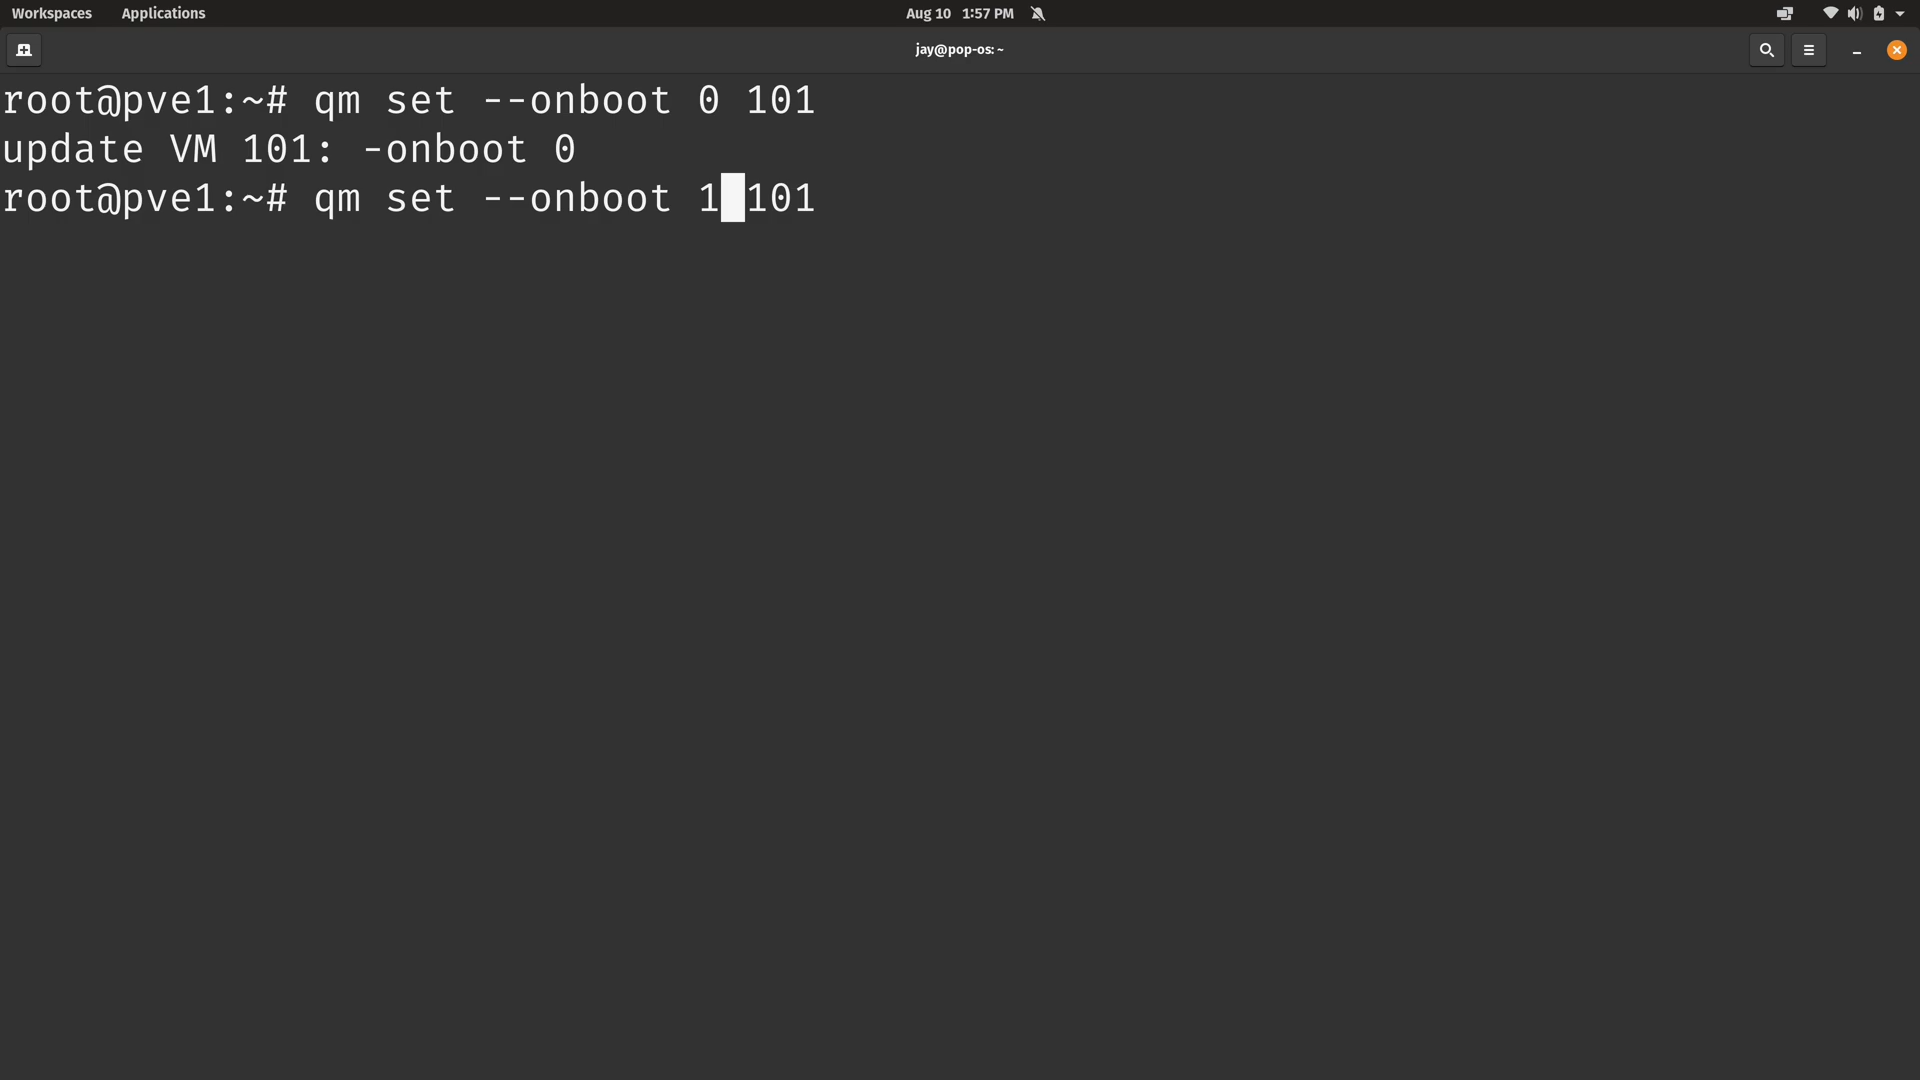 Workspaces Applications Aug 10 1:57 PM
jay@pop-os: ~
root@pve1:~# qm set --onboot 0 101
update VM 101: -onboot 0
root@pve1:~# qm set --onboot 1 101